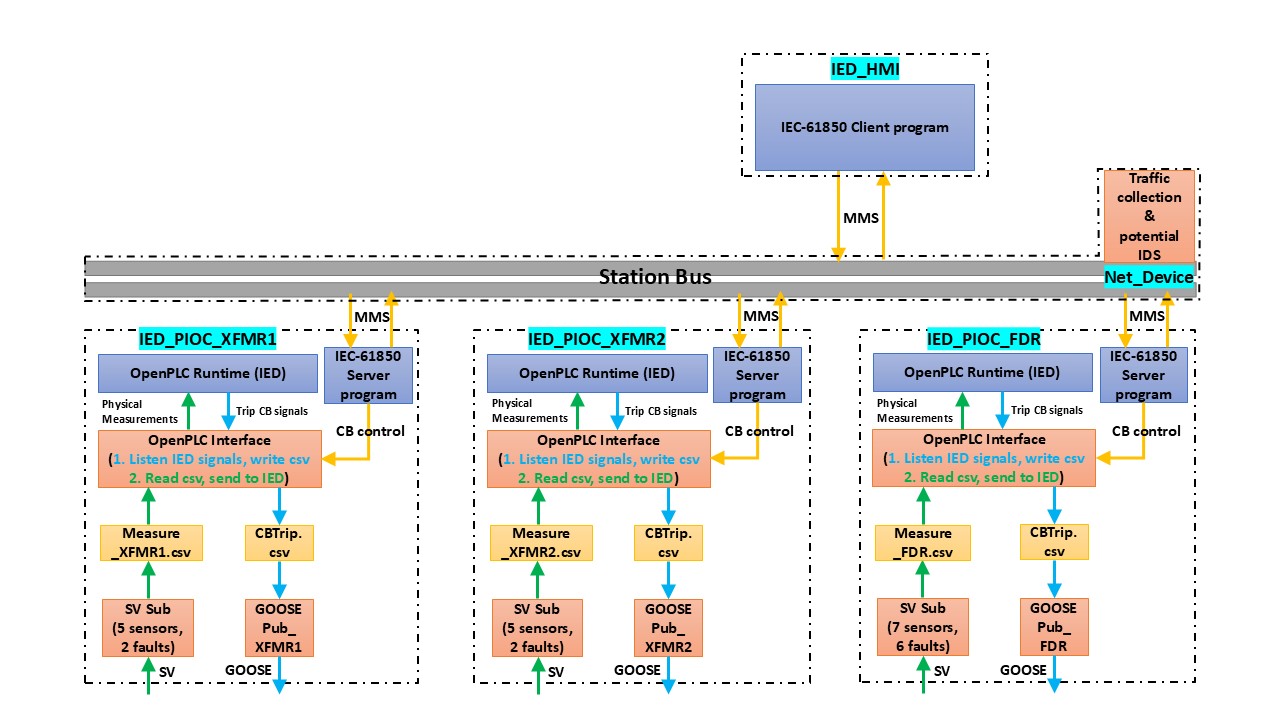 IED_HMI
IEC-61850 Client program
Traffic
collection
&
potential
IDS
MMS
Station Bus
Net_Device
MMS
MMS
MMS
IED_PIOC_XFMR1
OpenPLC Runtime (IED)
IEC-61850
Server
program
Physical
Measurements
Trip CB signals
CB control
OpenPLC Interface
(1. Listen IED signals, write csv
2. Read csv, send to IED)
Measure
_XFMR1.csv
CBTrip.
csv
SV Sub
(5 sensors,
2 faults)
GOOSE
Pub_
XFMR1
SV
GOOSE
IED_PIOC_XFMR2
OpenPLC Runtime (IED)
IEC-61850
Server
program
Physical
Measurements
Trip CB signals
CB control
OpenPLC Interface
(1. Listen IED signals, write csv
2. Read csv, send to IED)
Measure
_XFMR2.csv
CBTrip.
csv
SV Sub
(5 sensors,
2 faults)
GOOSE
Pub_
XFMR2
SV
GOOSE
IED_PIOC_FDR
OpenPLC Runtime (IED)
IEC-61850
Server
program
Physical
Measurements
Trip CB signals
CB control
OpenPLC Interface
(1. Listen IED signals, write csv
2. Read csv, send to IED)
Measure
_FDR.csv
CBTrip.
csv
SV Sub
(7 sensors,
6 faults)
GOOSE
Pub_
FDR
SV
GOOSE